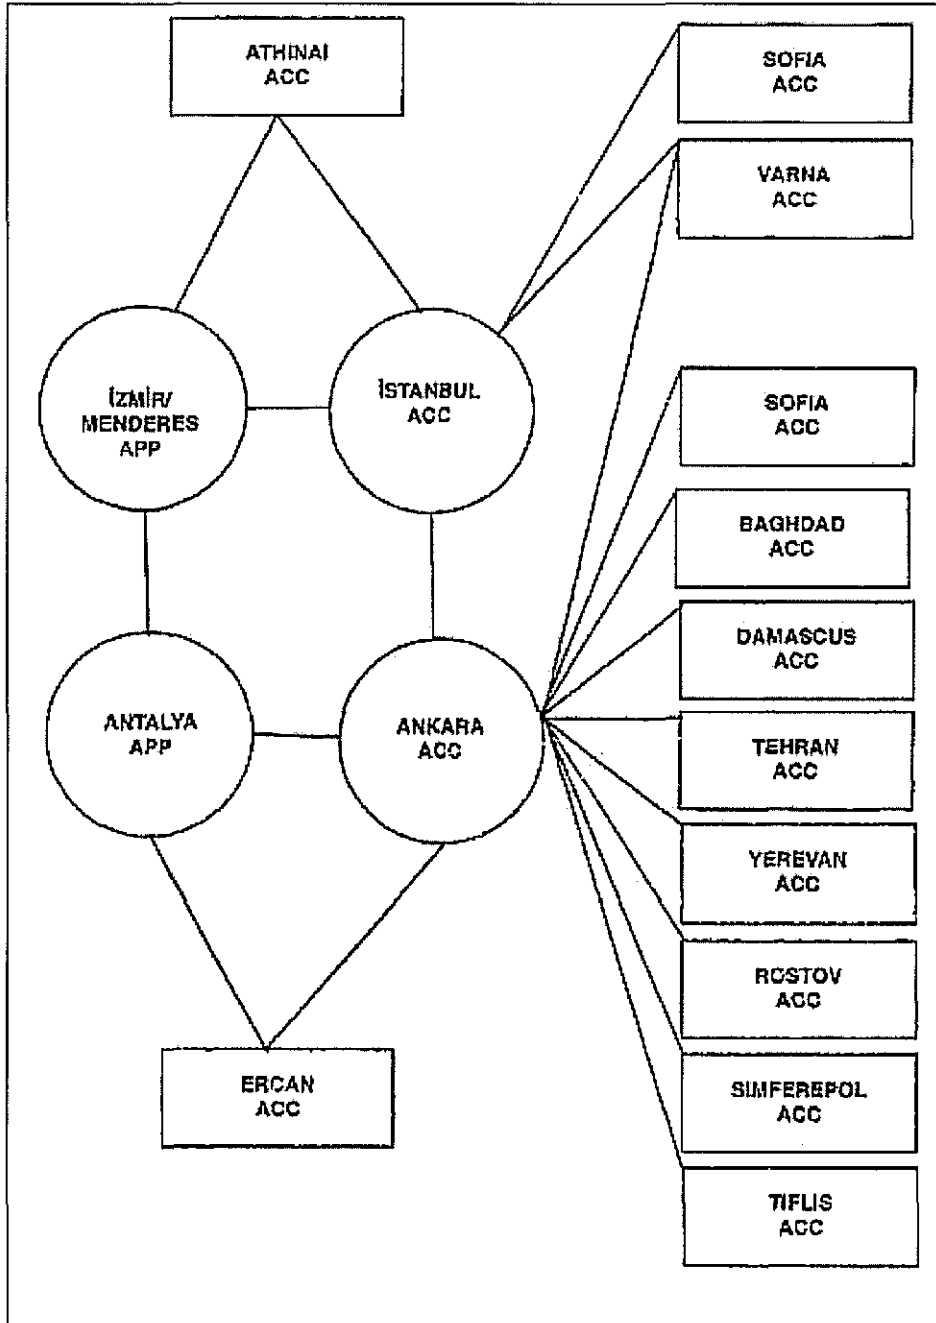 ATHINAI
ACC
SOFIA
ACC
VARNA
ACC
İZMİR/
MENDERES
APP
İSTANBUL
ACC
SOFIA
ACC
BAGHDAD
ACC
DAMASCUS
ACC
ANTALYA
APP
ANKARA
ACC
TEHRAN
ACC
YEREVAN
ACC
ROSTOV
ACC
ERCAN
ACC
SIMFEREPOL
ACC
TIFLIS
ACC